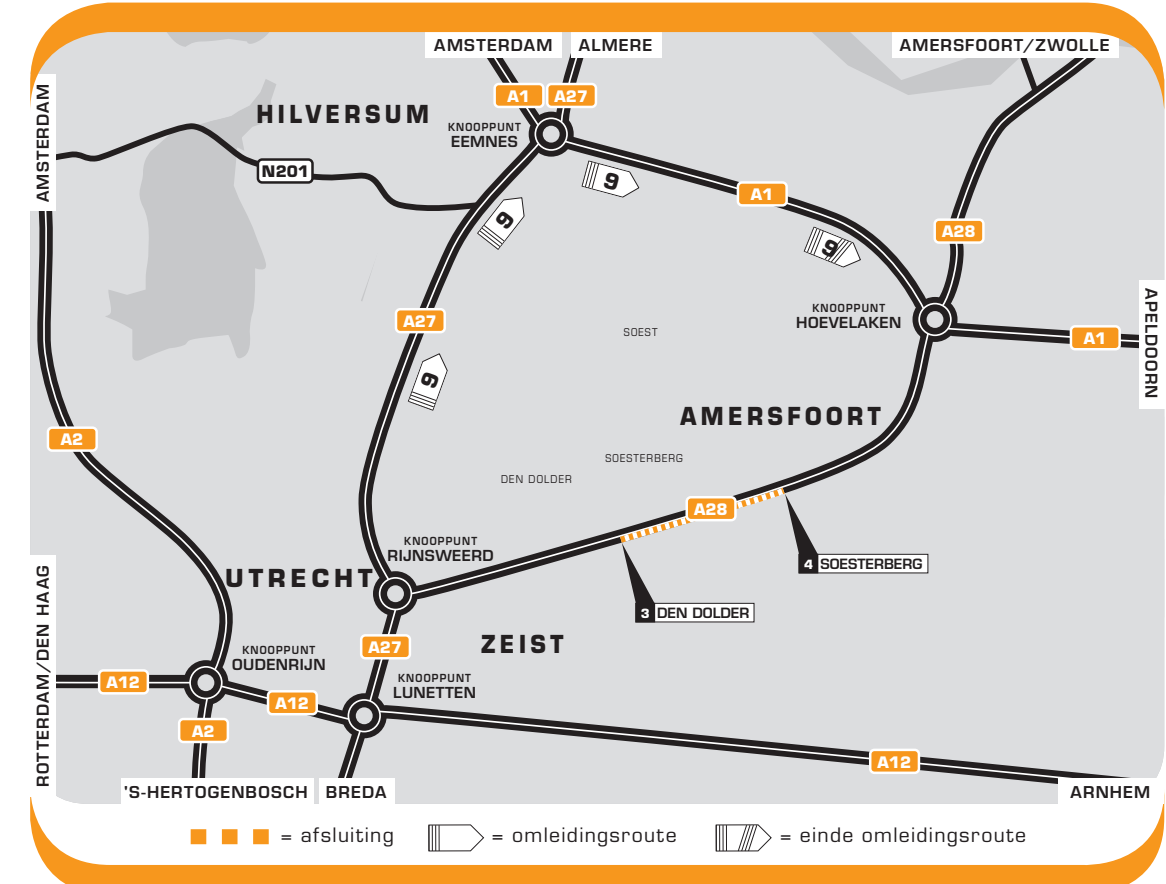 AMSTERDAM
ALMERE
AMERSFOORT/ZWOLLE
AMSTERDAM
A1
A27
HILVERSUM
KNOOPPUNT
EEMNES
N201
9
9
A1
9
A28
A27
KNOOPPUNT
HOEVELAKEN
SOEST
A1
APELDOORN
9
AMERSFOORT
A2
SOESTERBERG
DEN DOLDER
A28
KNOOPPUNT
RIJNSWEERD
4 SOESTERBERG
UTRECHT
3 DEN DOLDER
ROTTERDAM/DEN HAAG
A27
ZEIST
KNOOPPUNT
OUDENRIJN
KNOOPPUNT
LUNETTEN
A12
A12
A2
A12
'S-HERTOGENBOSCH
BREDA
ARNHEM
= afsluiting
= omleidingsroute
= einde omleidingsroute